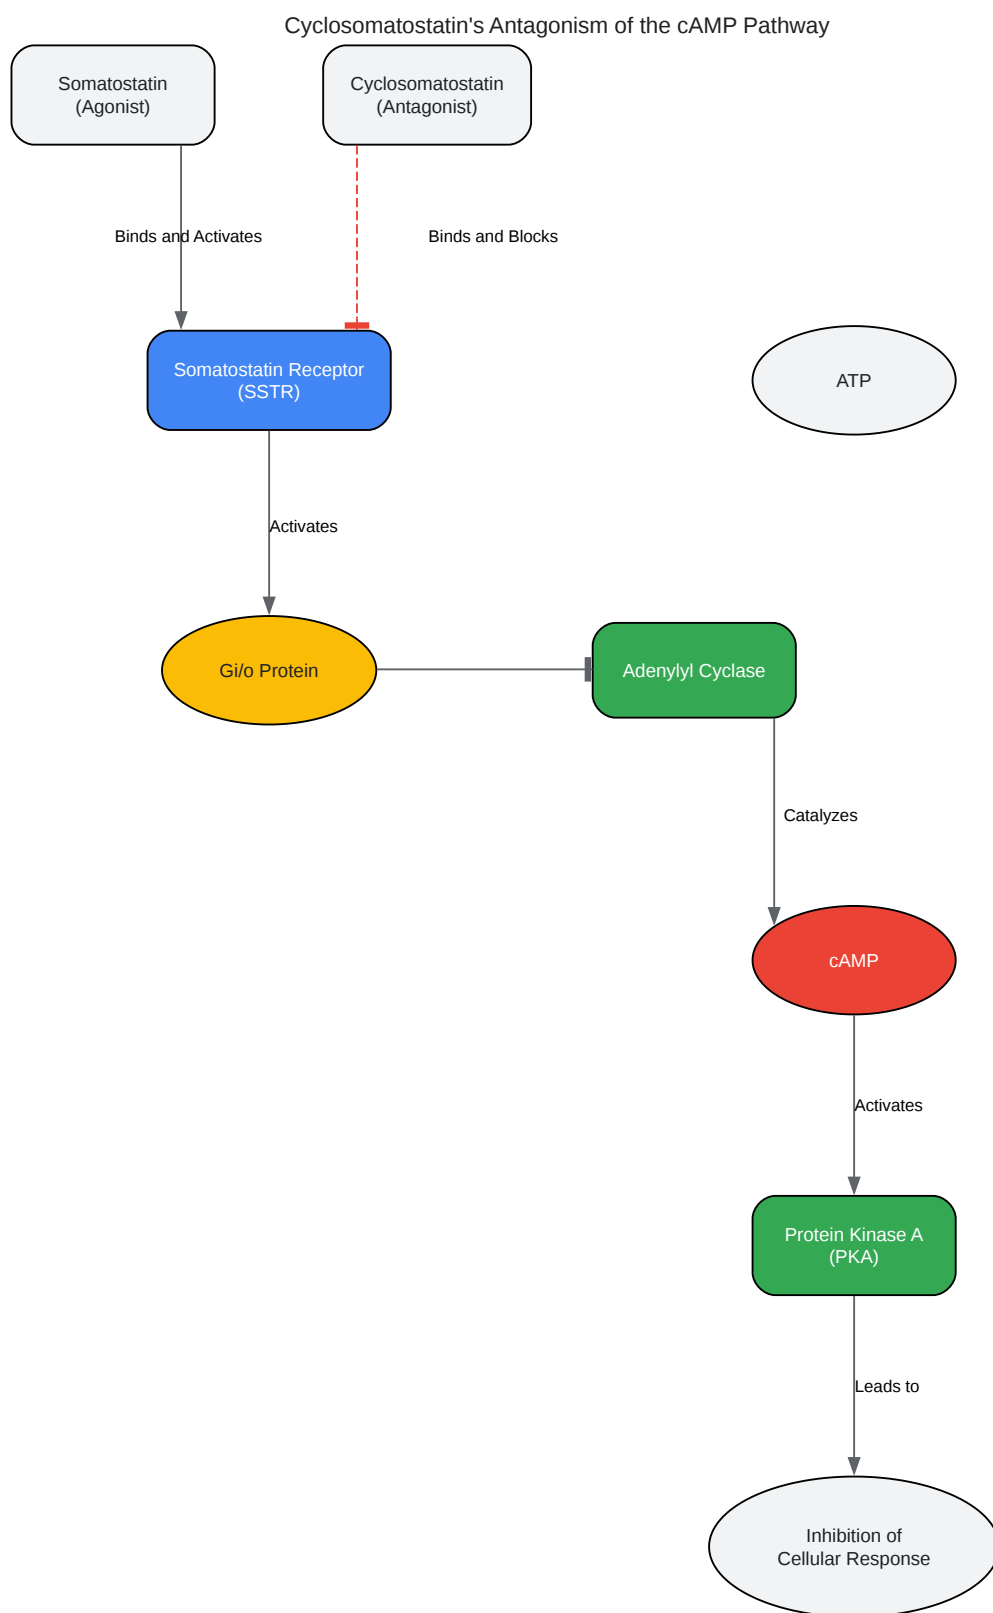 Cyclosomatostatin's Antagonism of the cAMP Pathway
Somatostatin
(Agonist)
Cyclosomatostatin
(Antagonist)
Binds and Activates
Binds and Blocks
Somatostatin Receptor
(SSTR)
ATP
Activates
Gi/o Protein
Adenylyl Cyclase
Catalyzes
cAMP
Activates
Protein Kinase A
(PKA)
Leads to
Inhibition of
Cellular Response